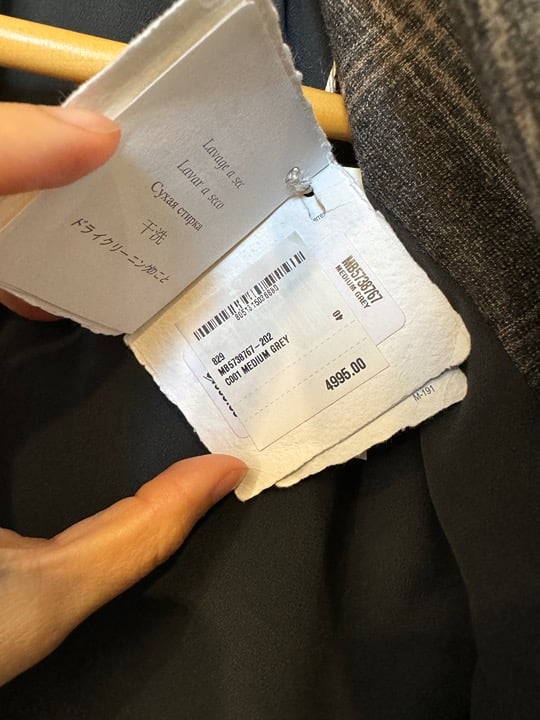 Lavage a sec
Lavar a seco
Сухая стирка
干洗
ドライクリーニングのこと
MB5738767
MEDIUM GREY
829
40
MB5738767-202
C001 MEDIUM GREY
4995.00
M-191